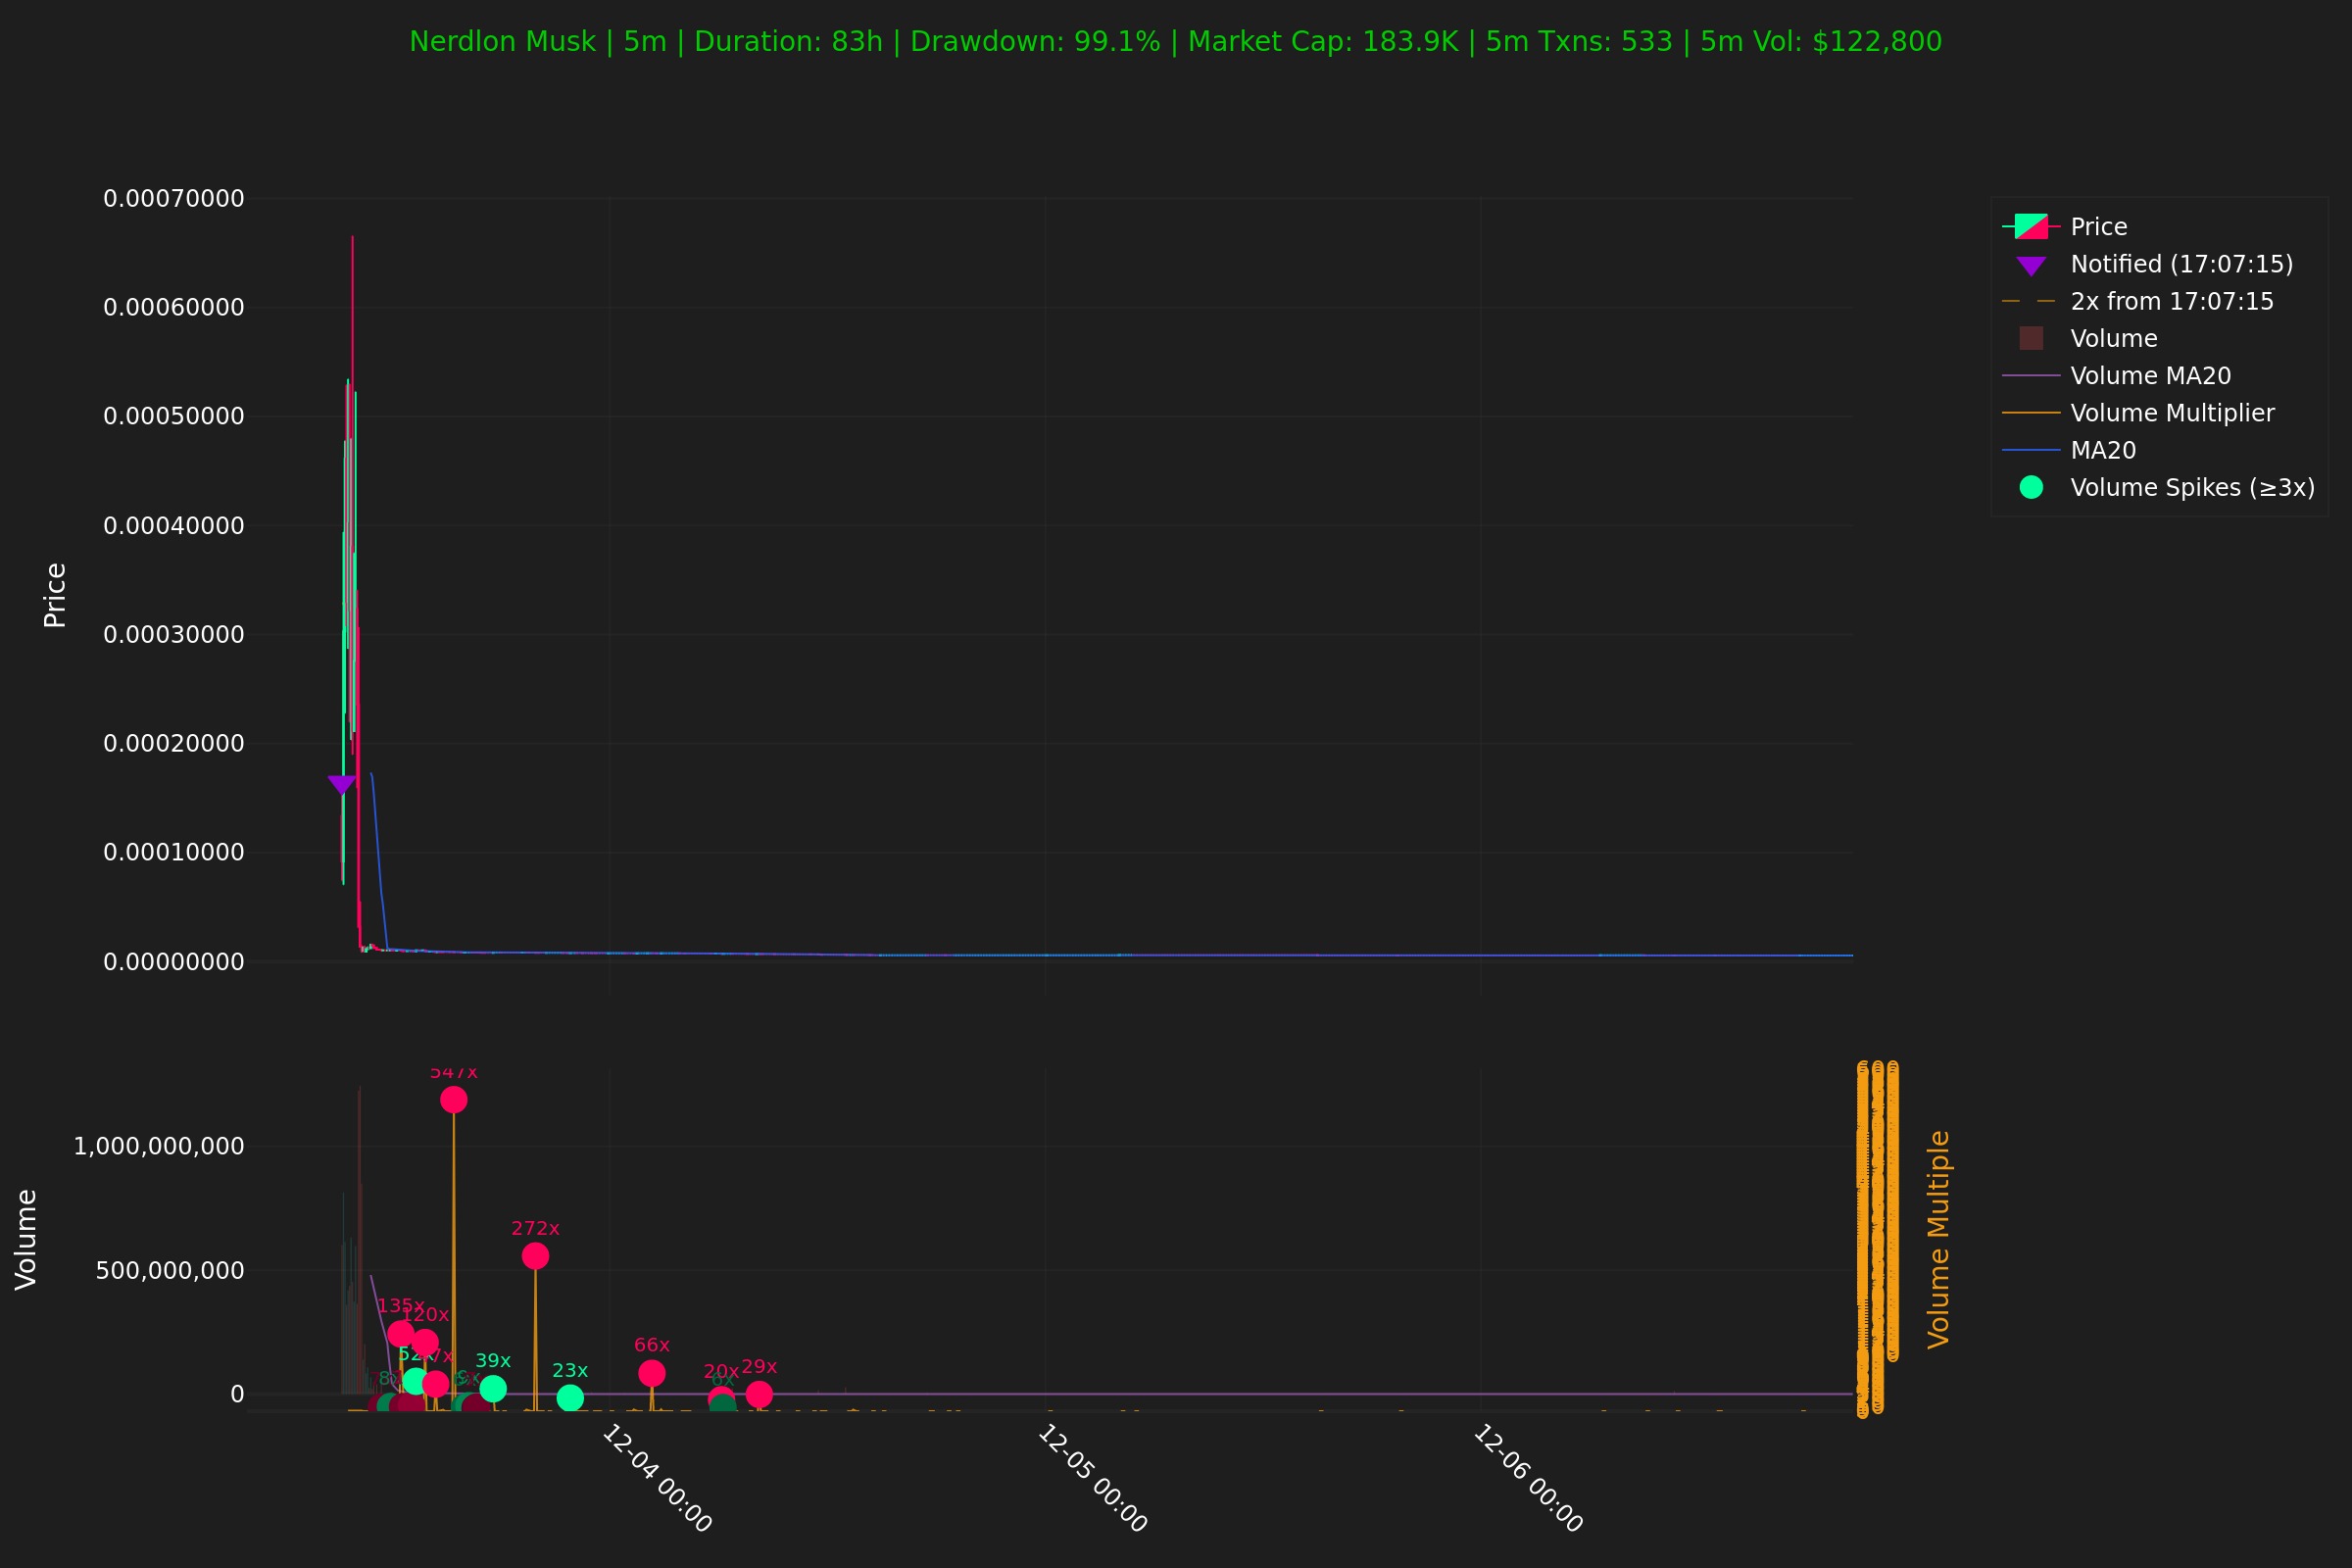 Nerdlon Musk | 5m | Duration: 83h | Drawdown: 99.1% | Market Cap: 183.9K | 5m Txns: 533 | 5m Vol: $122,800
0.00070000
0.00060000
0.00050000
0.00040000
0.00030000
0.00020000
0.00010000
0.00000000
Price
Price
Notified (17:07:15)
2x from 17:07:15
Volume
Volume MA20
Volume Multiplier
MA20
Volume Spikes (≥3x)
1,000,000,000
500,000,000
0
Volume
547x
272x
135x
120x
39x
23x
66x
20x
29x
6x
Volume Multiple
12-04 00:00
12-05 00:00
12-06 00:00